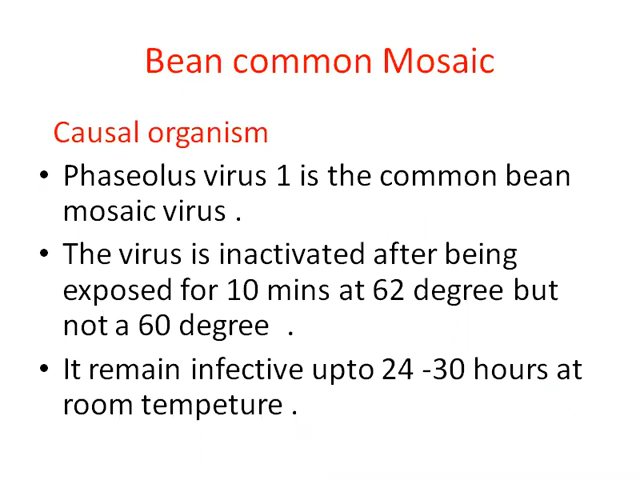 Bean common Mosaic
Causal organism
• Phaseolus virus 1 is the common bean
mosaic virus .
• The virus is inactivated after being
exposed for 10 mins at 62 degree but
not a 60 degree .
• It remain infective upto 24 -30 hours at
room tempeture .